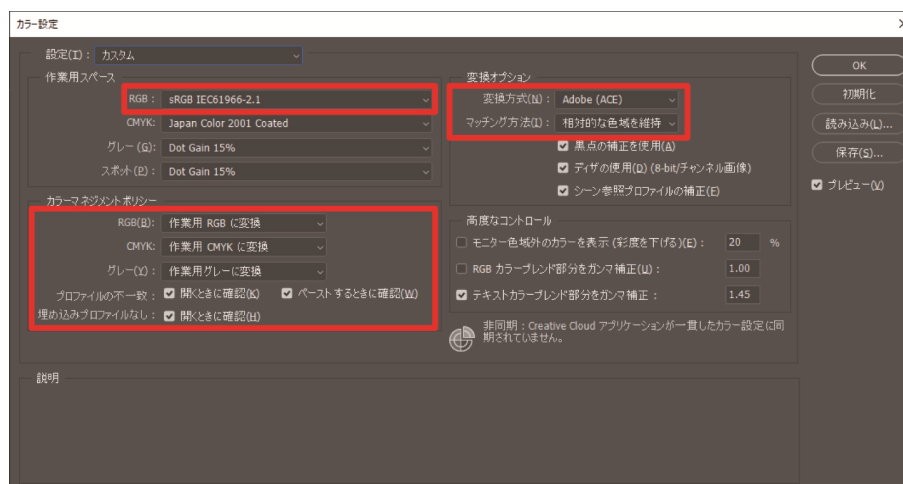 カラー設定
設定(I)： カスタム
作業用スペース
RGB： sRGB IEC61966-2.1
CMYK: Japan Color 2001 Coated
グレー(G): Dot Gain 15%
スポット(P)： Dot Gain 15%
カラーマネジメントポリシー
RGB(B): 作業用 RGB に変換
CMYK: 作業用 CMYK に変換
グレー(Y)： 作業用グレーに変換
プロファイルの不一致： 開くときに確認(K) ペーストするときに確認(W)
埋め込みプロファイルなし： 開くときに確認(H)
変換オプション
変換方式(N)： Adobe (ACE)
マッチング方法(I)： 相対的な色域を維持
黒点の補正を使用(A)
ディザの使用(D) (8-bit/チャンネル画像)
シーン参照プロファイルの補正(E)
高度なコントロール
モニター色域外のカラーを表示 (彩度を下げる)(E)： 20 %
RGB カラーブレンド部分をガンマ補正(U)： 1.00
テキストカラーブレンド部分をガンマ補正： 1.45
非同期：Creative Cloud アプリケーションが一貫したカラー設定に同
期されていません。
説明
OK
初期化
読み込み(L)...
保存(S)...
プレビュー(V)